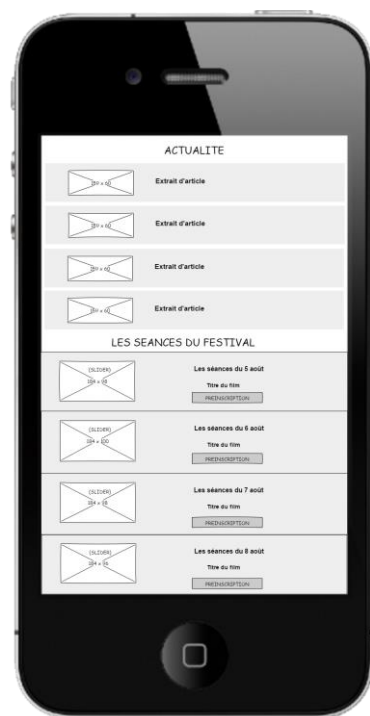 ACTUALITE
Extrait d'article
Extrait d'article
Extrait d'article
Extrait d'article
LES SEANCES DU FESTIVAL
[SLIDER]
Les séances du 5 août
Titre du film
PREINSCRIPTION
[SLIDER]
Les séances du 6 août
Titre du film
PREINSCRIPTION
[SLIDER]
Les séances du 7 août
Titre du film
PREINSCRIPTION
[SLIDER]
Les séances du 8 août
Titre du film
PREINSCRIPTION